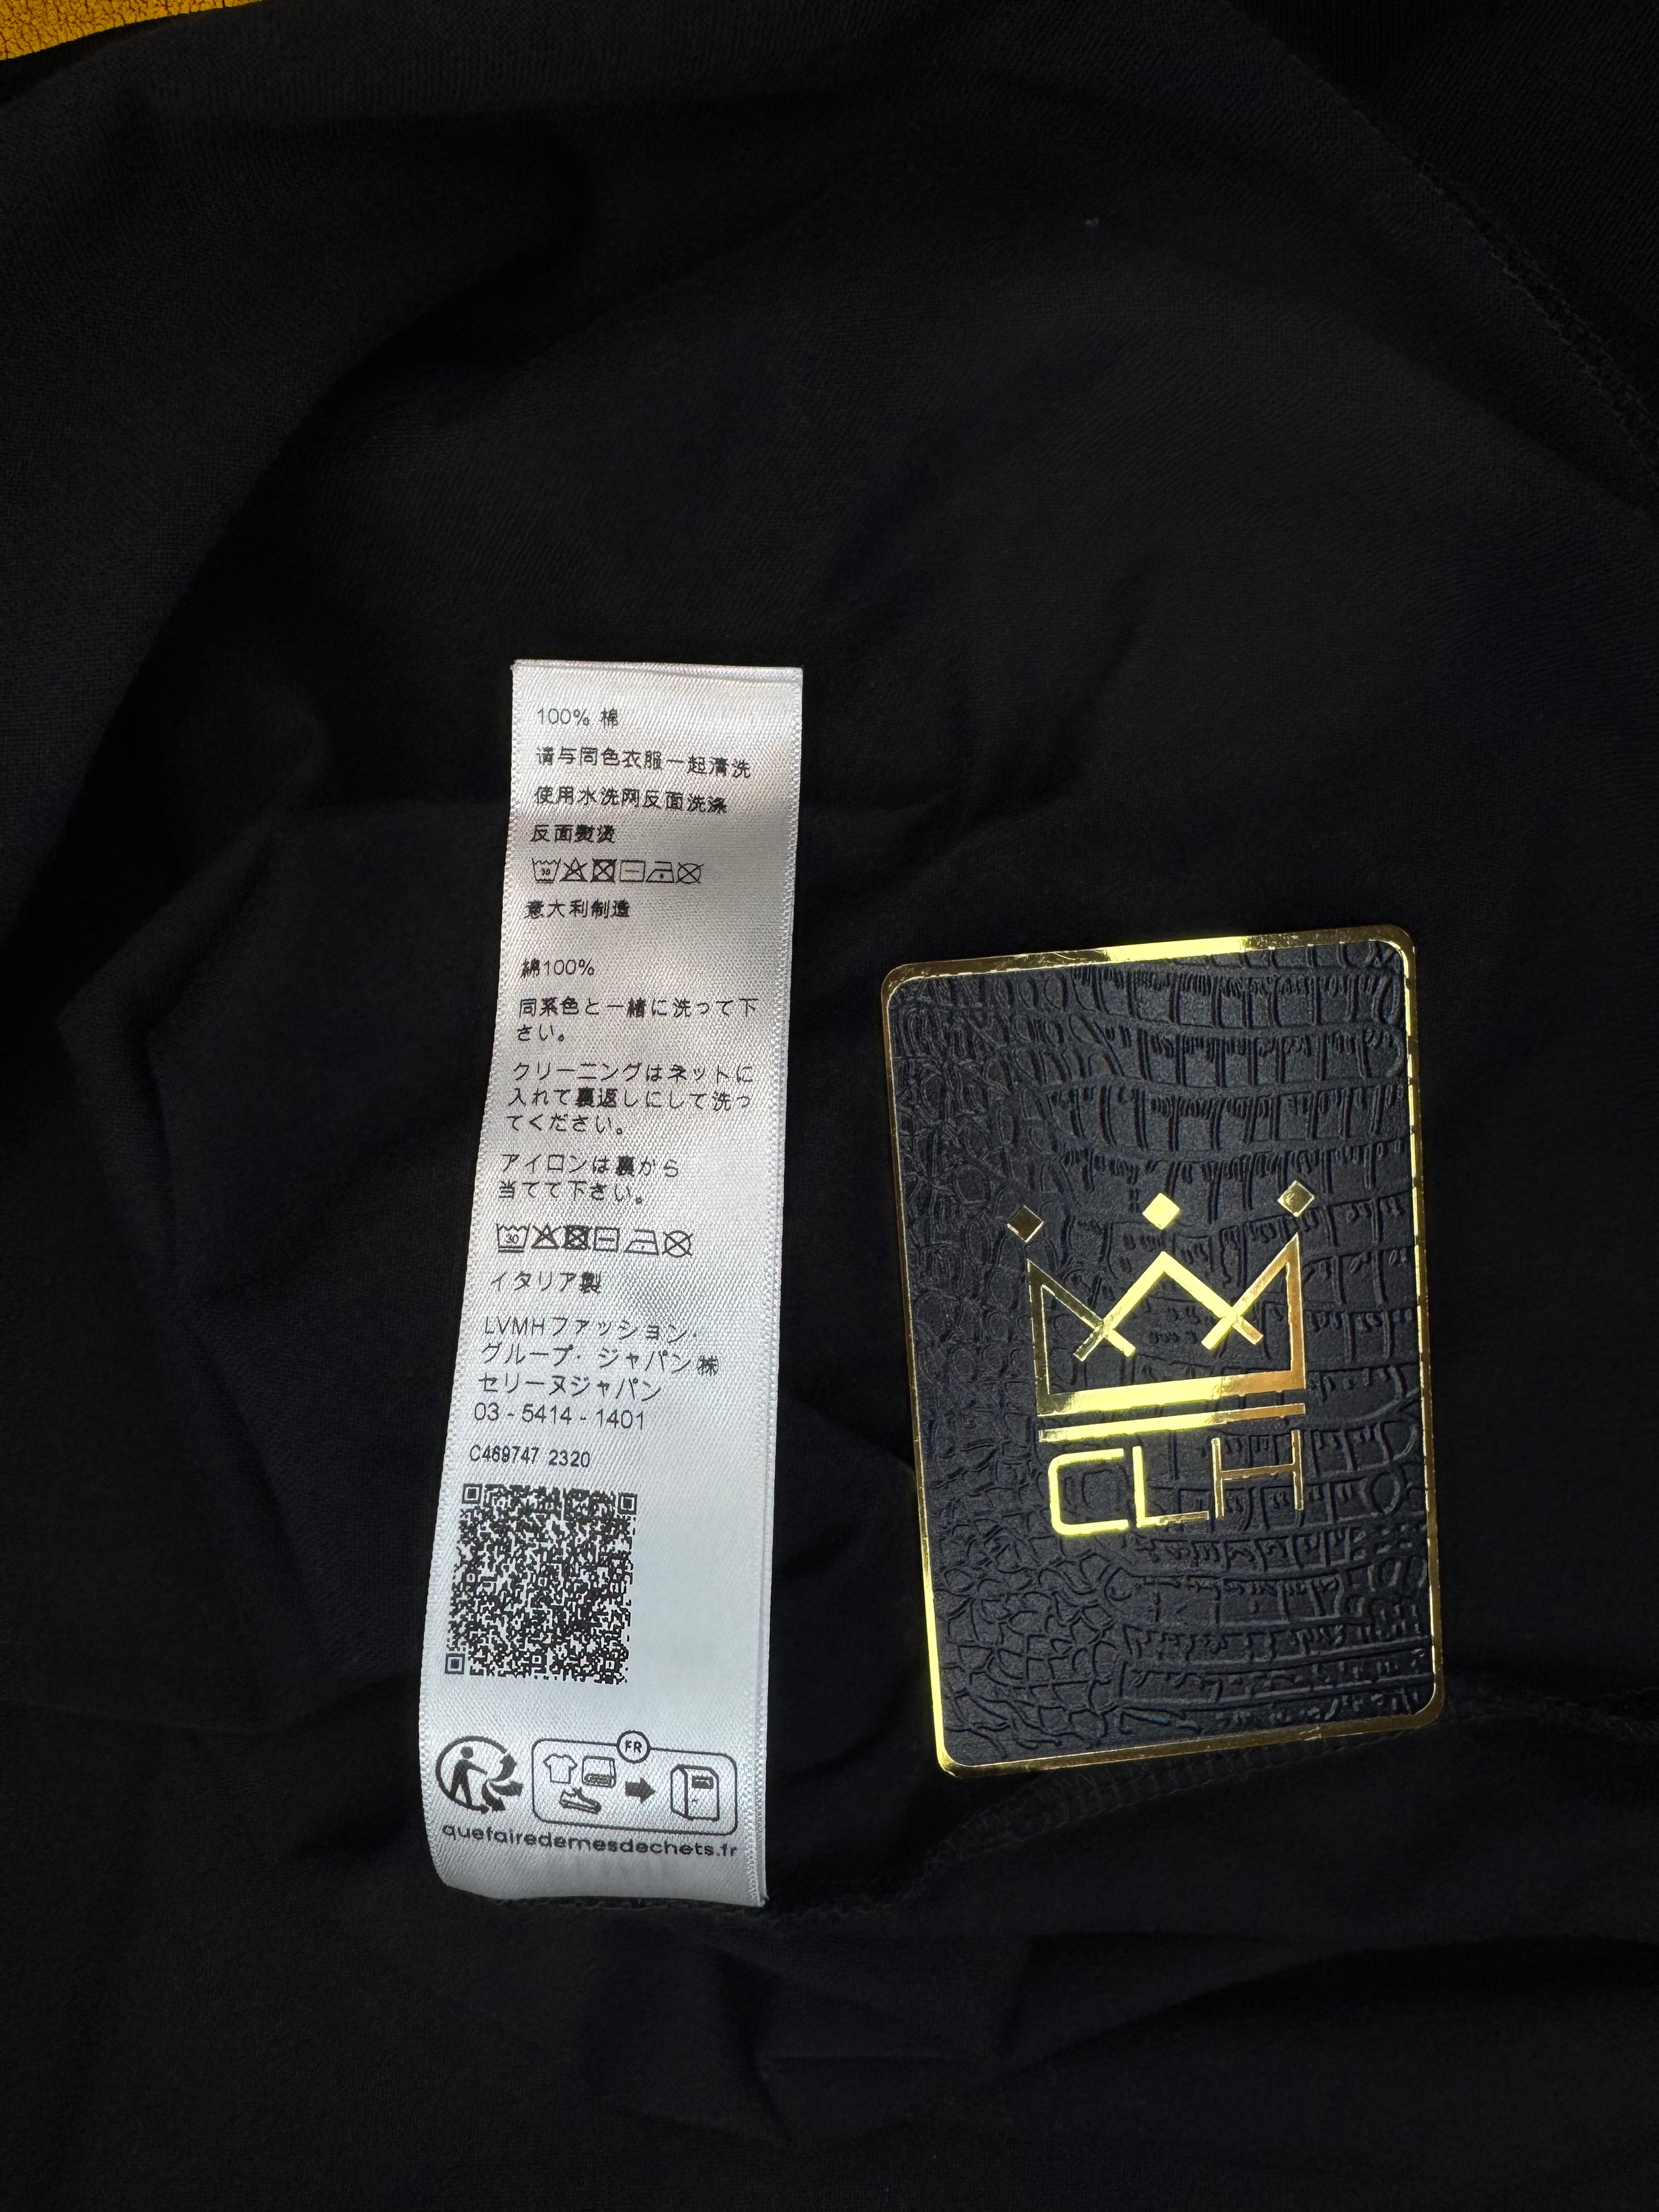 100% 棉
请与同色衣服一起清洗
使用水洗网反面洗涤
反面熨烫
30
意大利制造
綿100%
同系色と一緒に洗って下
さい。
クリーニングはネットに
入れて裏返しにして洗っ
てください。
アイロンは裏から
当てて下さい。
30
イタリア製
LVMHファッション・
グループ・ジャパン㈱
セリーヌジャパン
03 - 5414 - 1401
C469747 2320
FR
quefairedemesdechets.fr
CLH